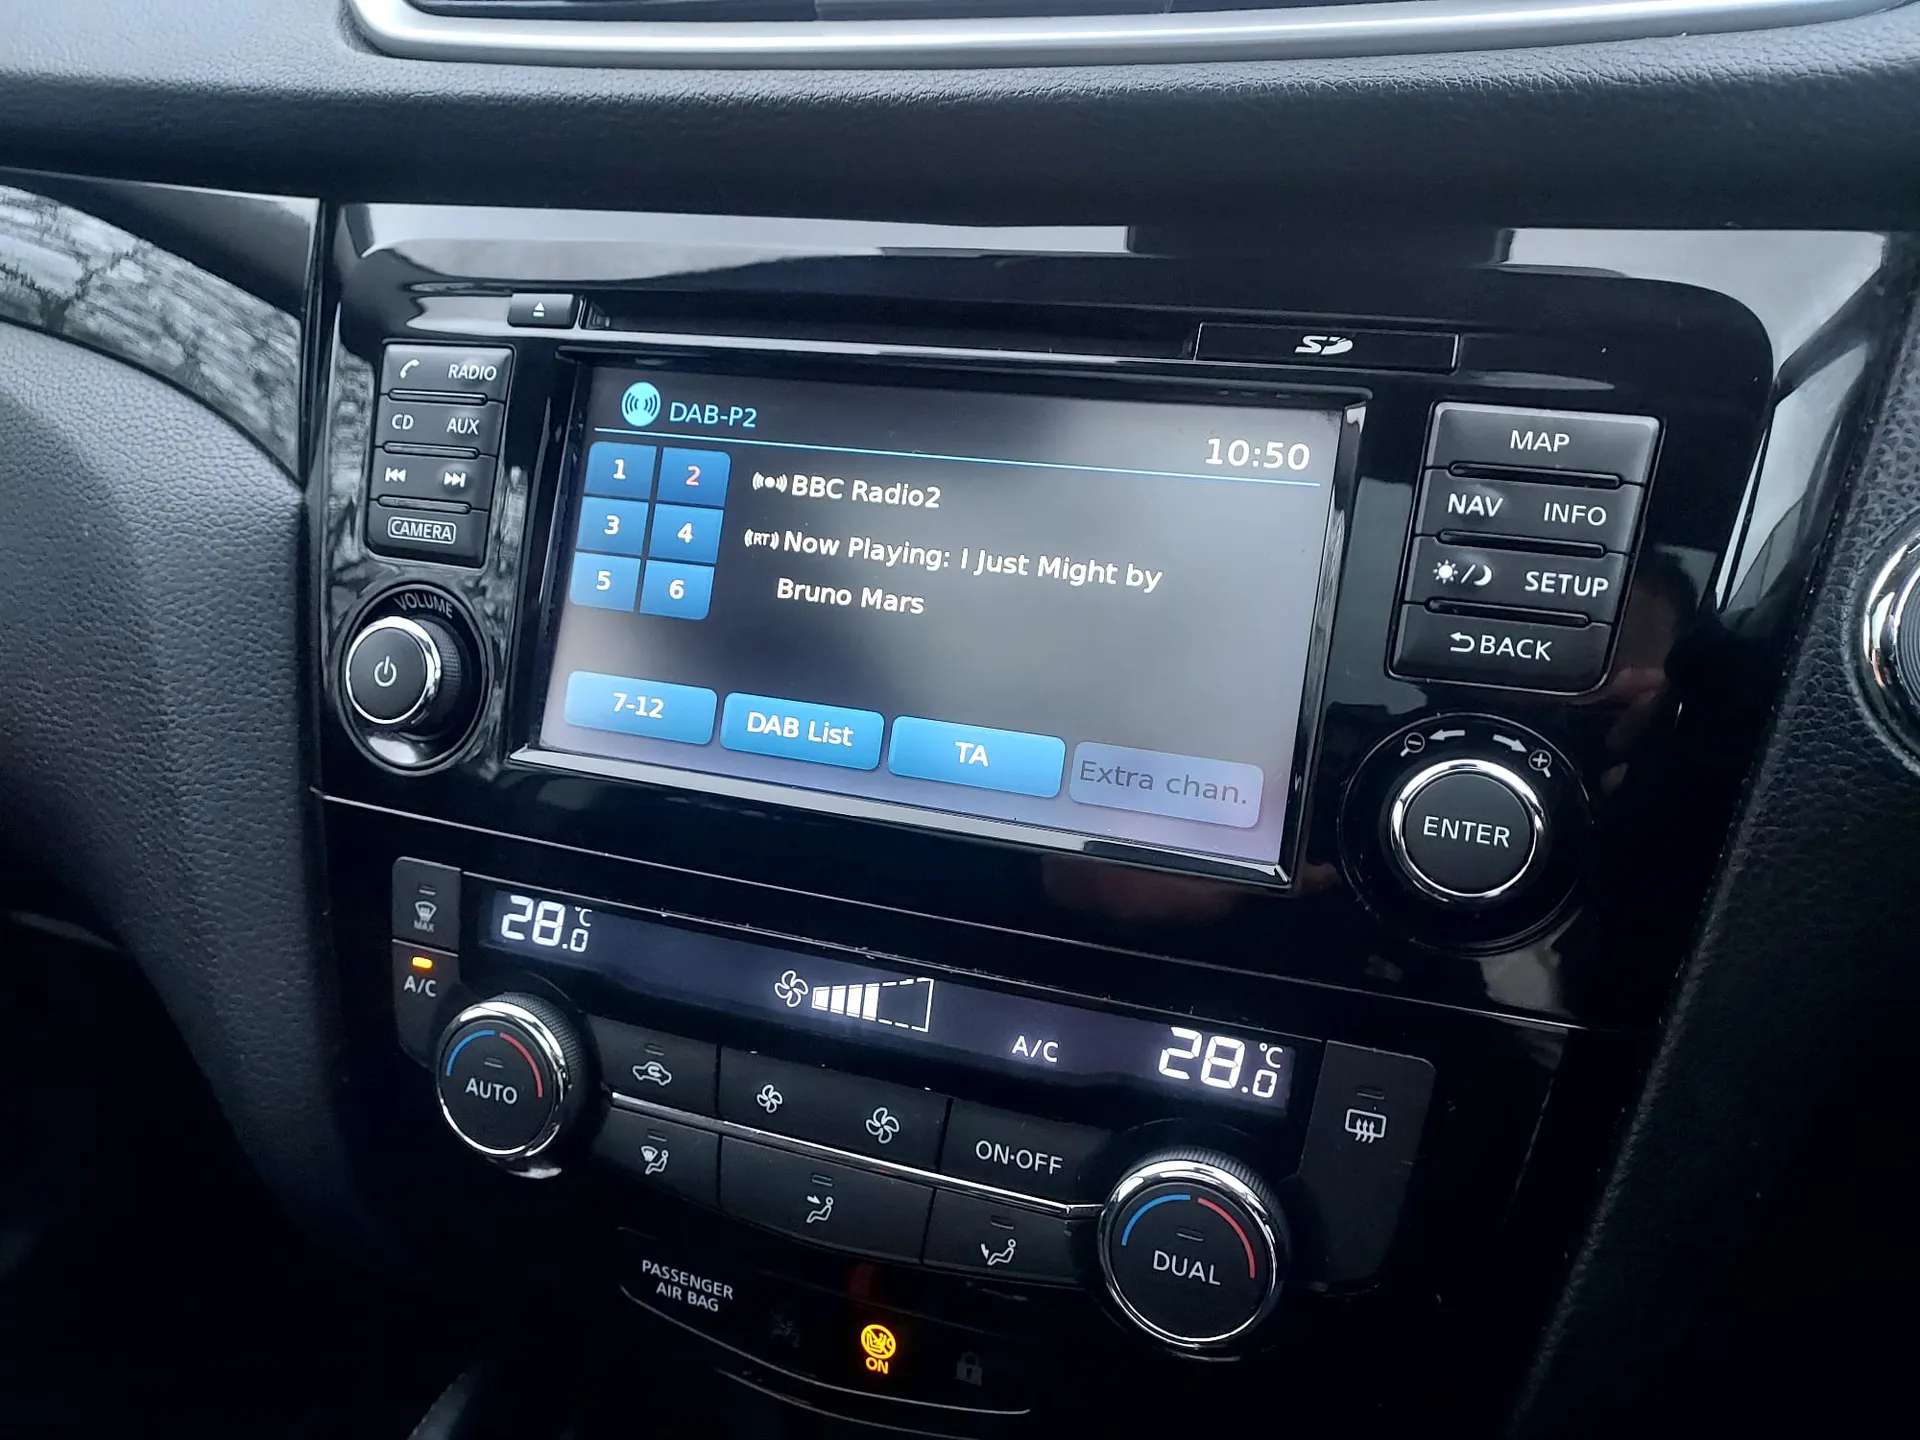 SD
RADIO
CD AUX
CAMERA
VOLUME
DAB-P2
10:50
1 2
3 4
5 6
BBC Radio2
(RT) Now Playing: I Just Might by
Bruno Mars
7-12
DAB List
TA
Extra chan.
MAP
NAV INFO
SETUP
BACK
ENTER
MAX
A/C
28.0°C
A/C
28.0°C
AUTO
ON·OFF
DUAL
PASSENGER
AIR BAG
ON